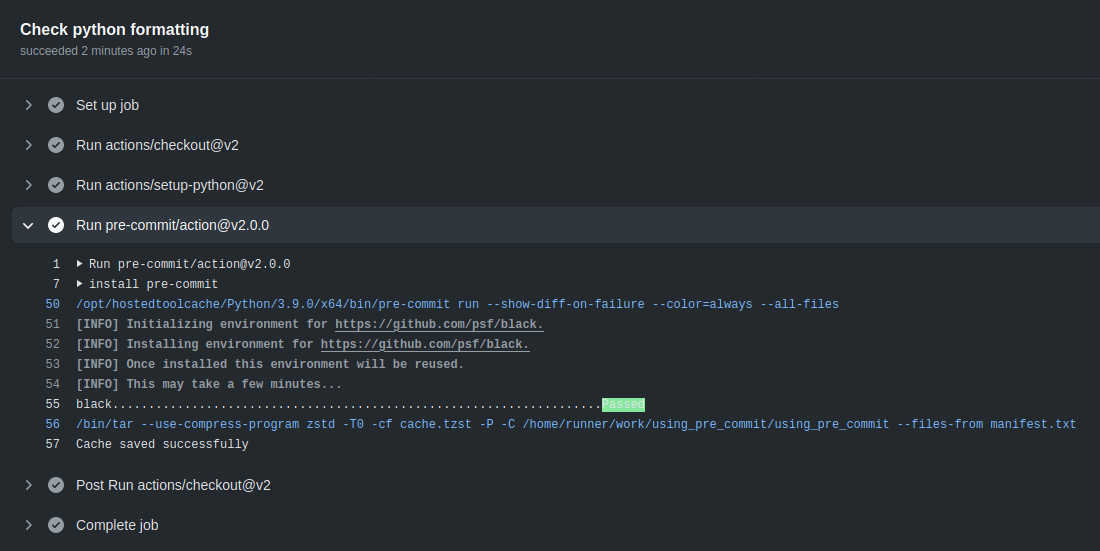 Check python formatting
succeeded 2 minutes ago in 24s
Set up job
Run actions/checkout@v2
Run actions/setup-python@v2
Run pre-commit/action@v2.0.0
1 Run pre-commit/action@v2.0.0
7 install pre-commit
50 /opt/hostedtoolcache/Python/3.9.0/x64/bin/pre-commit run --show-diff-on-failure --color=always --all-files
51 [INFO] Initializing environment for https://github.com/psf/black.
52 [INFO] Installing environment for https://github.com/psf/black.
53 [INFO] Once installed this environment will be reused.
54 [INFO] This may take a few minutes...
55 black....................................................................Passed
56 /bin/tar --use-compress-program zstd -T0 -cf cache.tzst -P -C /home/runner/work/using_pre_commit/using_pre_commit --files-from manifest.txt
57 Cache saved successfully
Post Run actions/checkout@v2
Complete job